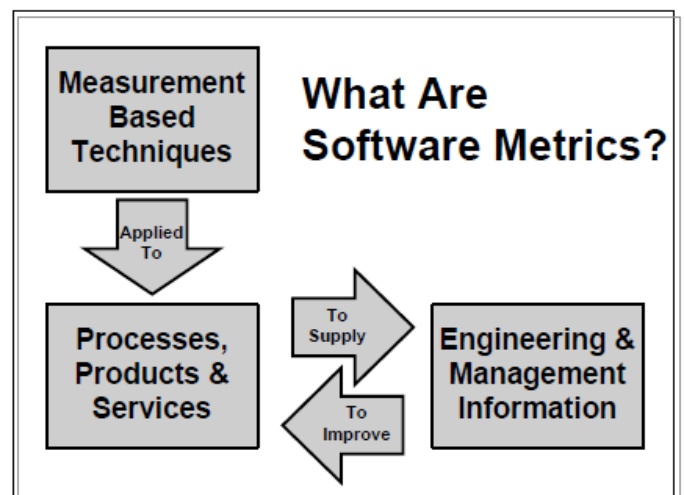 Measurement
Based
Techniques
What Are
Software Metrics?
Applied
To
Processes,
Products &
Services
To
Supply
To
Improve
Engineering &
Management
Information